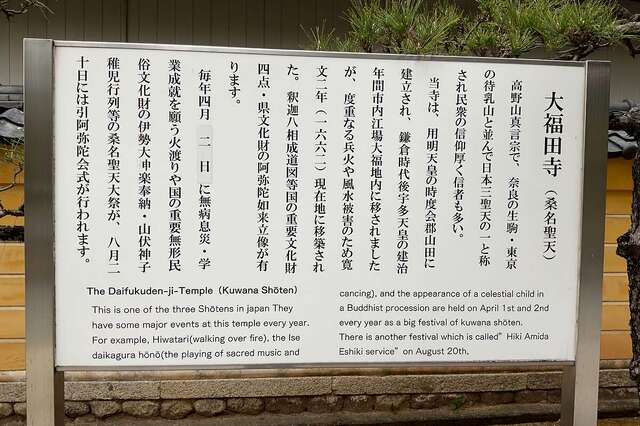 大福田寺（桑名聖天）
高野山真言宗で、奈良の生駒・東京
の待乳山と並んで日本三聖天の一と称
され民衆の信仰厚く信者も多い。
当寺は、用明天皇の時度会郡山田に
建立され、鎌倉時代後宇多天皇の建治
年間市内江場大福地内に移されました
が、度重なる兵火や風水被害のため寛
文二年（一六六二）現在地に移築され
た。釈迦八相成道図等国の重要文化財
四点・県文化財の阿弥陀如来立像が有
ります。
毎年四月　一　二　日　に無病息災・学
業成就を願う火渡りや国の重要無形民
俗文化財の伊勢大神楽奉納・山伏神子
稚児行列等の桑名聖天大祭が、八月二
十日には引阿弥陀会式が行われます。
The Daifukuden-ji-Temple (Kuwana Shōten)
This is one of the three Shōtens in japan They
have some major events at this temple every year.
For example, Hiwatari(walking over fire), the Ise
daikagura hōnō(the playing of sacred music and
cancing), and the appearance of a celestial child in
a Buddhist procession are held on April 1st and 2nd
every year as a big festival of kuwana shōten.
There is another festival which is called" Hiki Amida
Eshiki service" on August 20th.